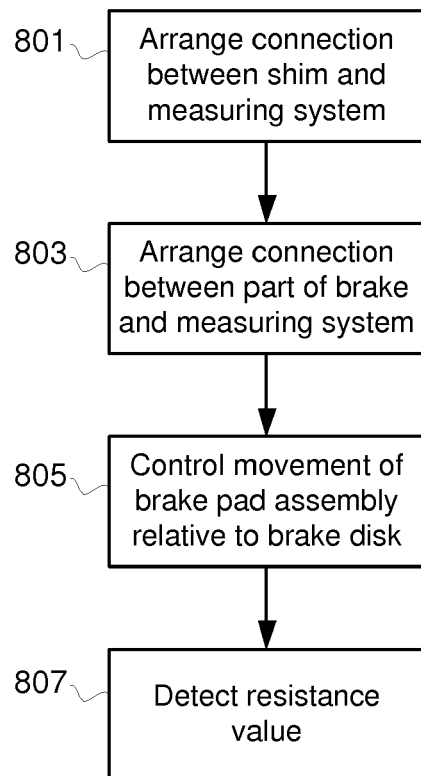 801
Arrange connection
between shim and
measuring system
803
Arrange connection
between part of brake
and measuring system
805
Control movement of
brake pad assembly
relative to brake disk
807
Detect resistance
value